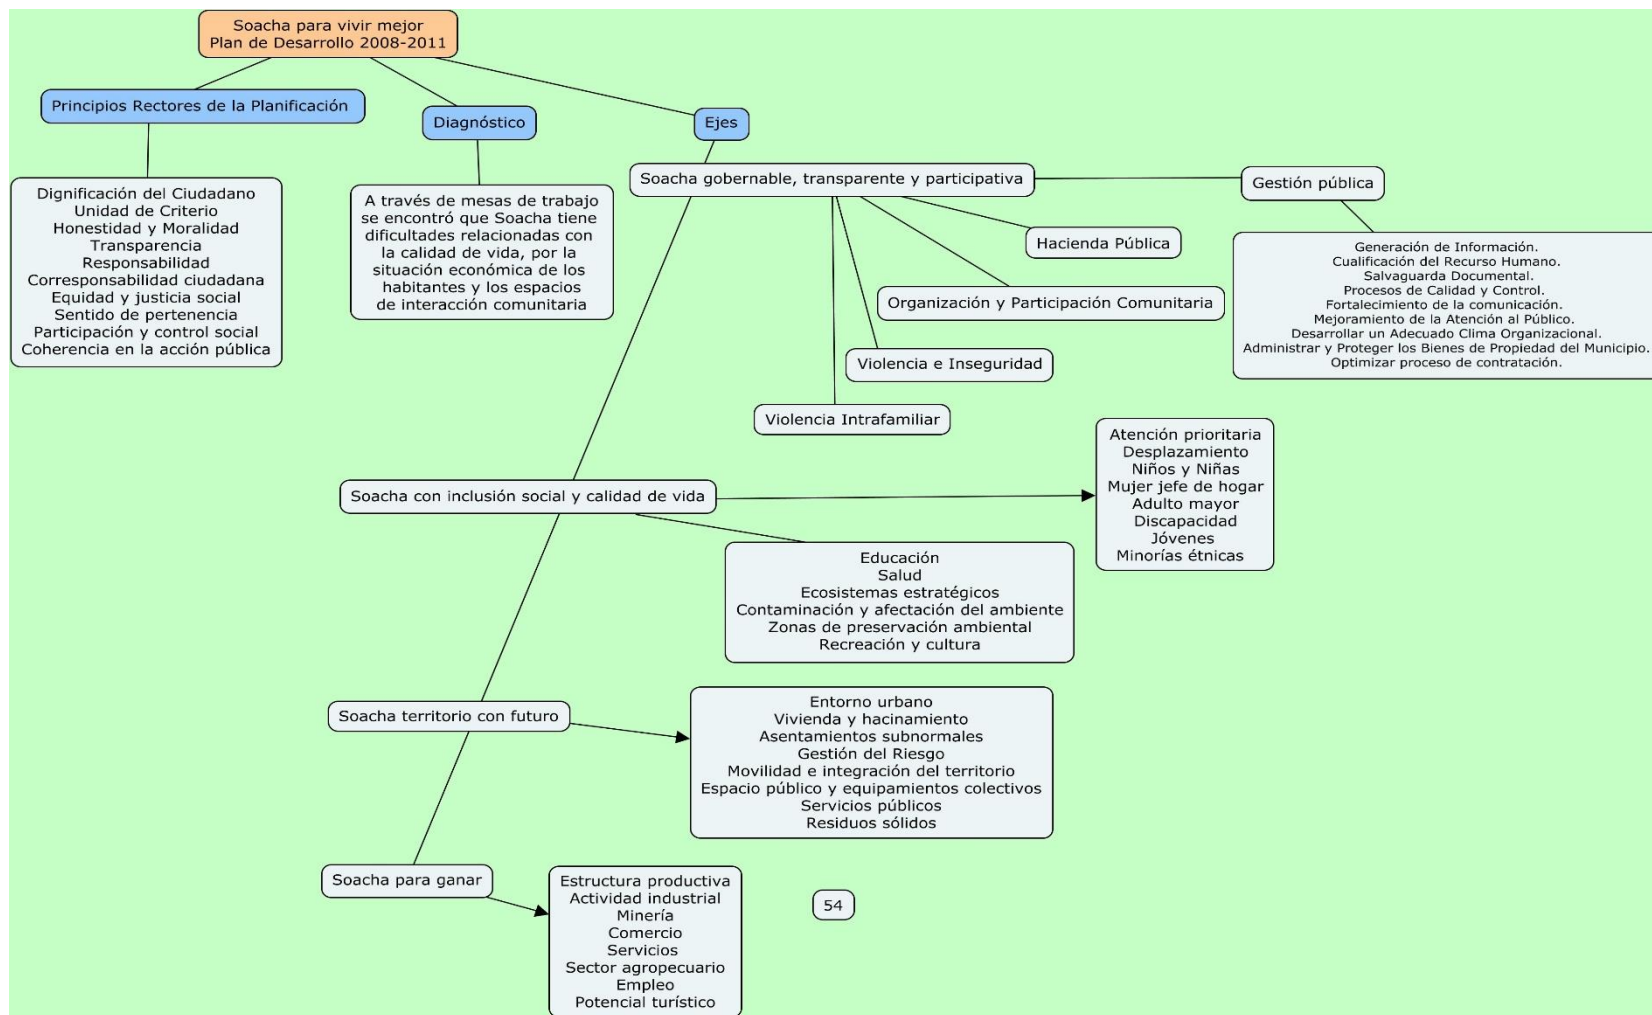 Soacha para vivir mejor
Plan de Desarrollo 2008-2011
Principios Rectores de la Planificación
Diagnóstico
Ejes
Dignificación del Ciudadano
Unidad de Criterio
Honestidad y Moralidad
Transparencia
Responsabilidad
Corresponsabilidad ciudadana
Equidad y justicia social
Sentido de pertenencia
Participación y control social
Coherencia en la acción pública
A través de mesas de trabajo
se encontró que Soacha tiene
dificultades relacionadas con
la calidad de vida, por la
situación económica de los
habitantes y los espacios
de interacción comunitaria
Soacha gobernable, transparente y participativa
Gestión pública
Hacienda Pública
Organización y Participación Comunitaria
Violencia e Inseguridad
Violencia Intrafamiliar
Generación de Información.
Cualificación del Recurso Humano.
Salvaguarda Documental.
Procesos de Calidad y Control.
Fortalecimiento de la comunicación.
Mejoramiento de la Atención al Público.
Desarrollar un Adecuado Clima Organizacional.
Administrar y Proteger los Bienes de Propiedad del Municipio.
Optimizar proceso de contratación.
Soacha con inclusión social y calidad de vida
Atención prioritaria
Desplazamiento
Niños y Niñas
Mujer jefe de hogar
Adulto mayor
Discapacidad
Jóvenes
Minorías étnicas
Educación
Salud
Ecosistemas estratégicos
Contaminación y afectación del ambiente
Zonas de preservación ambiental
Recreación y cultura
Soacha territorio con futuro
Entorno urbano
Vivienda y hacinamiento
Asentamientos subnormales
Gestión del Riesgo
Movilidad e integración del territorio
Espacio público y equipamientos colectivos
Servicios públicos
Residuos sólidos
Soacha para ganar
Estructura productiva
Actividad industrial
Minería
Comercio
Servicios
Sector agropecuario
Empleo
Potencial turístico
54